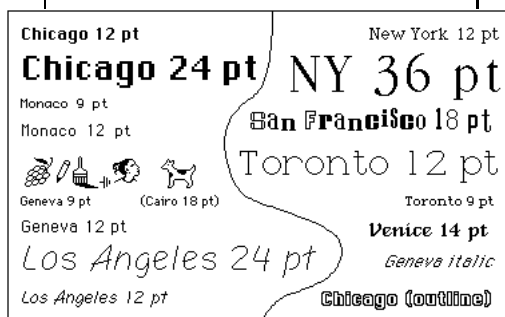 Chicago 12 pt
Chicago 24 pt
Monaco 9 pt
Monaco 12 pt
Geneva 9 pt (Cairo 18 pt)
Geneva 12 pt
Los Angeles 24 pt
Los Angeles 12 pt
New York 12 pt
NY 36 pt
San Francisco 18 pt
Toronto 12 pt
Toronto 9 pt
Venice 14 pt
Geneva italic
Chicago (outline)